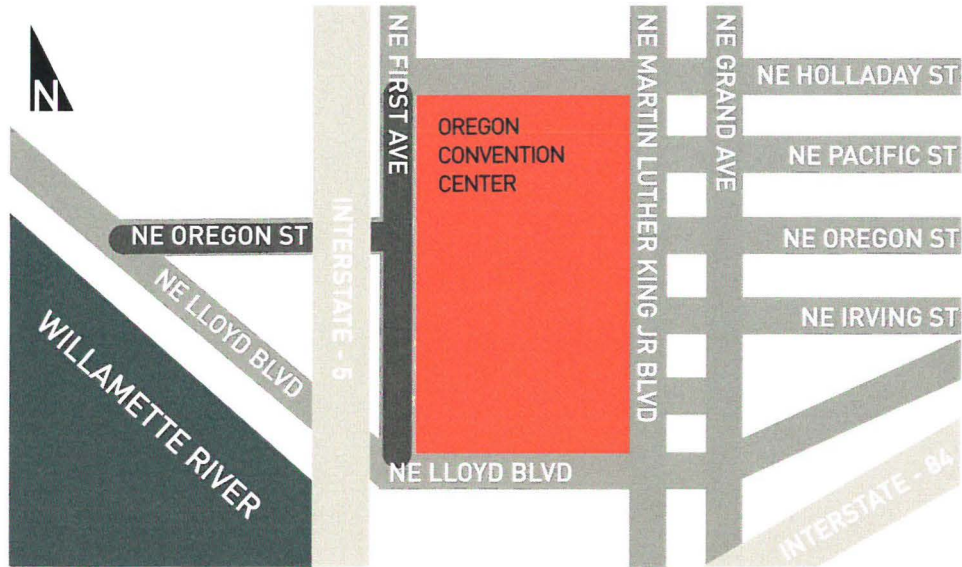 N
NE FIRST AVE
NE MARTIN LUTHER KING JR BLVD
NE GRAND AVE
NE HOLLADAY ST
OREGON
CONVENTION
CENTER
NE PACIFIC ST
NE OREGON ST
NE OREGON ST
INTERSTATE - 5
NE LLOYD BLVD
NE IRVING ST
WILLAMETTE RIVER
NE LLOYD BLVD
INTERSTATE - 84